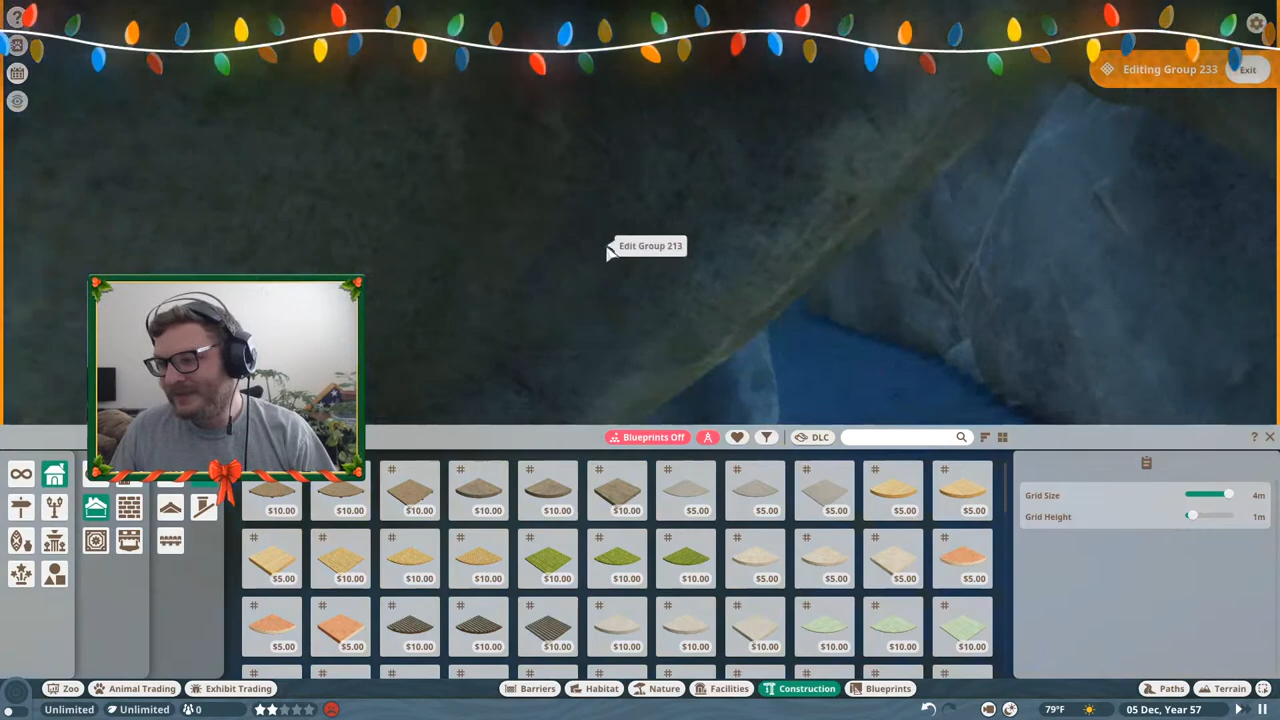 Editing Group 233
Exit
Edit Group 213
Blueprints Off
DLC
?
$10.00 $10.00 $10.00 $10.00 $10.00 $10.00 $5.00 $5.00 $5.00 $10.00 $10.00
Grid Size 4m
Grid Height 1m
$5.00 $10.00 $10.00 $10.00 $10.00 $10.00 $10.00 $5.00 $5.00 $5.00 $5.00
$5.00 $5.00 $10.00 $10.00 $10.00 $10.00 $10.00 $10.00 $10.00 $10.00 $10.00
Zoo Animal Trading Exhibit Trading Barriers Habitat Nature Facilities Construction Blueprints Paths Terrain
Unlimited Unlimited 0 79°F 05 Dec, Year 57